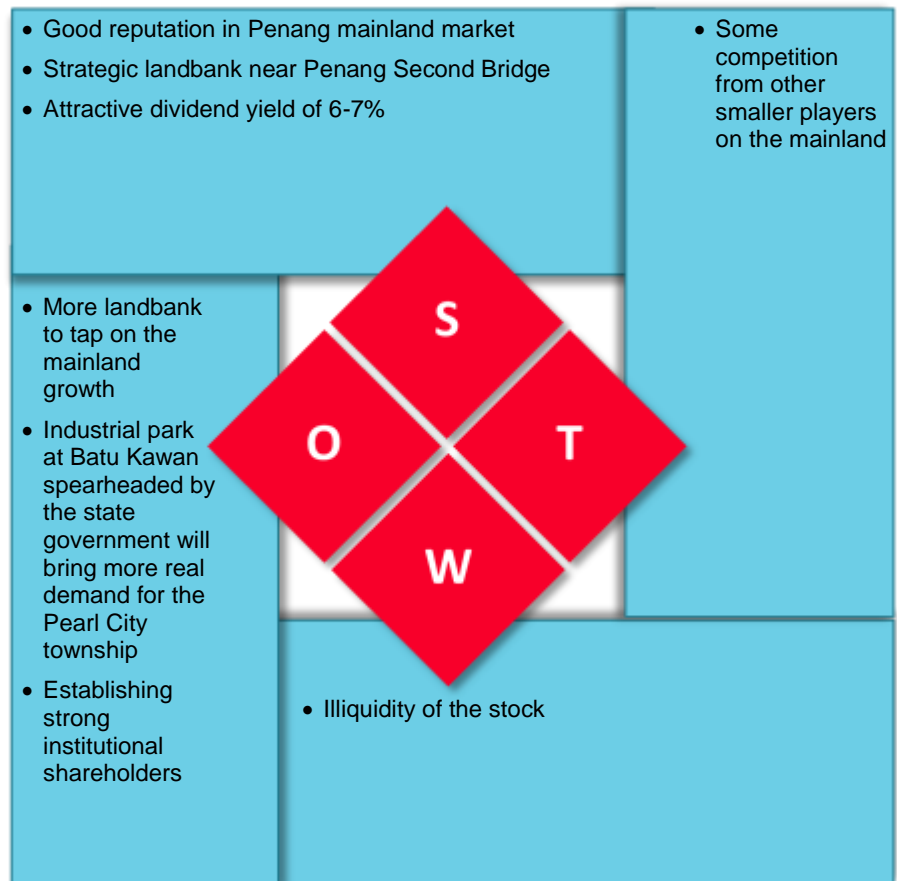 • Good reputation in Penang mainland market
• Strategic landbank near Penang Second Bridge
• Attractive dividend yield of 6-7%
• Some
competition
from other
smaller players
on the mainland
S
O
T
W
• More landbank
to tap on the
mainland
growth
• Industrial park
at Batu Kawan
spearheaded by
the state
government will
bring more real
demand for the
Pearl City
township
• Establishing
strong
institutional
shareholders
• Illiquidity of the stock